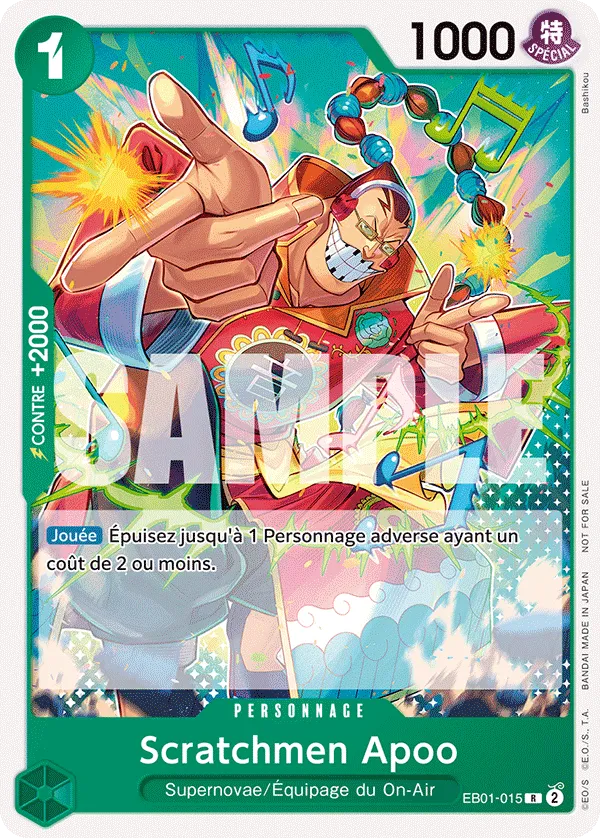 1
1000
特
SPÉCIAL
Bashikou
CONTRE +2000
SAMPLE
Jouée Épuisez jusqu'à 1 Personnage adverse ayant un
coût de 2 ou moins.
PERSONNAGE
Scratchmen Apoo
Supernovae/Équipage du On-Air
EB01-015 R 2
©E.O/S ©E.O.S., T.A. BANDAI MADE IN JAPAN NOT FOR SALE